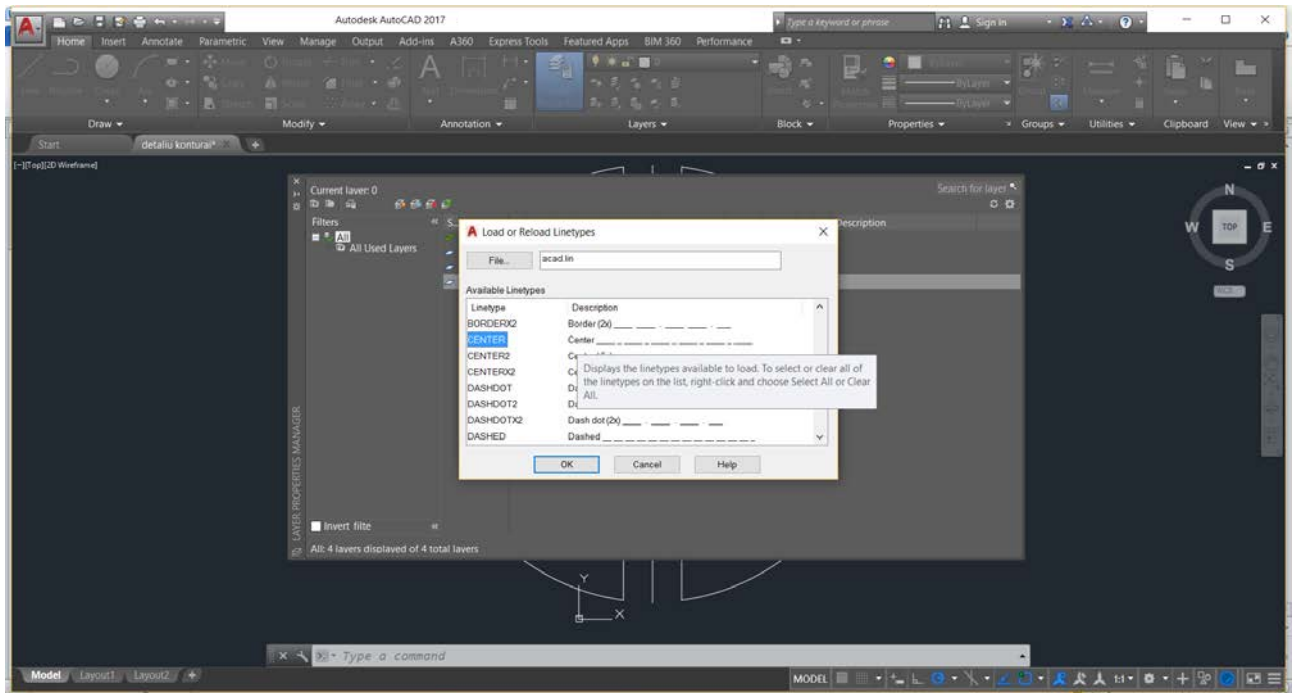 Autodesk AutoCAD 2017
Type a keyword or phrase
Sign In
Home Insert Annotate Parametric View Manage Output Add-ins A360 Express Tools Featured Apps BIM 360 Performance
Draw Modify Annotation Layers Block Properties Groups Utilities Clipboard View
Start detaliu konturai* +
[−][Top][2D Wireframe]
N
W TOP E
S
Current layer: 0
Search for layer
Filters
All
All Used Layers
S...
Description
Load or Reload Linetypes
File...
acad.lin
Available Linetypes
Linetype Description
BORDERX2 Border (2x)
CENTER Center
CENTER2
CENTERX2
DASHDOT
DASHDOT2
DASHDOTX2 Dash dot (2x)
DASHED Dashed
Displays the linetypes available to load. To select or clear all of
the linetypes on the list, right-click and choose Select All or Clear
All.
OK Cancel Help
LAYER PROPERTIES MANAGER
Invert filte
All: 4 layers displayed of 4 total layers
Y
X
Type a command
Model Layout1 Layout2 +
MODEL
1:1